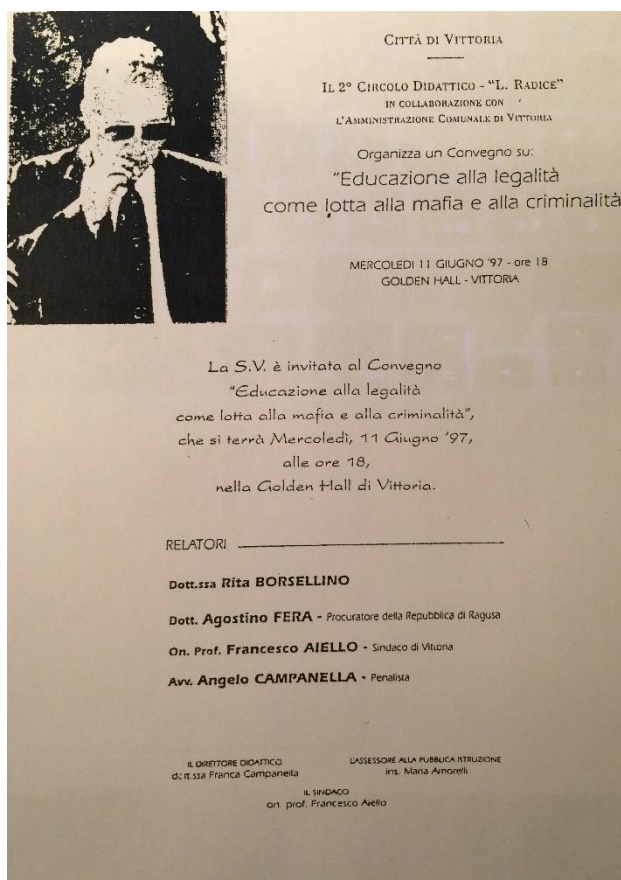 CITTÀ DI VITTORIA
IL 2° CIRCOLO DIDATTICO - "L. RADICE"
IN COLLABORAZIONE CON
L'AMMINISTRAZIONE COMUNALE DI VITTORIA
Organizza un Convegno su:
"Educazione alla legalità
come lotta alla mafia e alla criminalità
MERCOLEDI 11 GIUGNO '97 - ore 18
GOLDEN HALL - VITTORIA
La S.V. è invitata al Convegno
"Educazione alla legalità
come lotta alla mafia e alla criminalità",
che si terrà Mercoledì, 11 Giugno '97,
alle ore 18,
nella Golden Hall di Vittoria.
RELATORI
Dott.ssa Rita BORSELLINO
Dott. Agostino FERA - Procuratore della Repubblica di Ragusa
On. Prof. Francesco AIELLO - Sindaco di Vittoria
Avv. Angelo CAMPANELLA - Penalista
IL DIRETTORE DIDATTICO
dott.ssa Franca Campanella
L'ASSESSORE ALLA PUBBLICA ISTRUZIONE
ins. Maria Amorelli
IL SINDACO
on. prof. Francesco Aiello